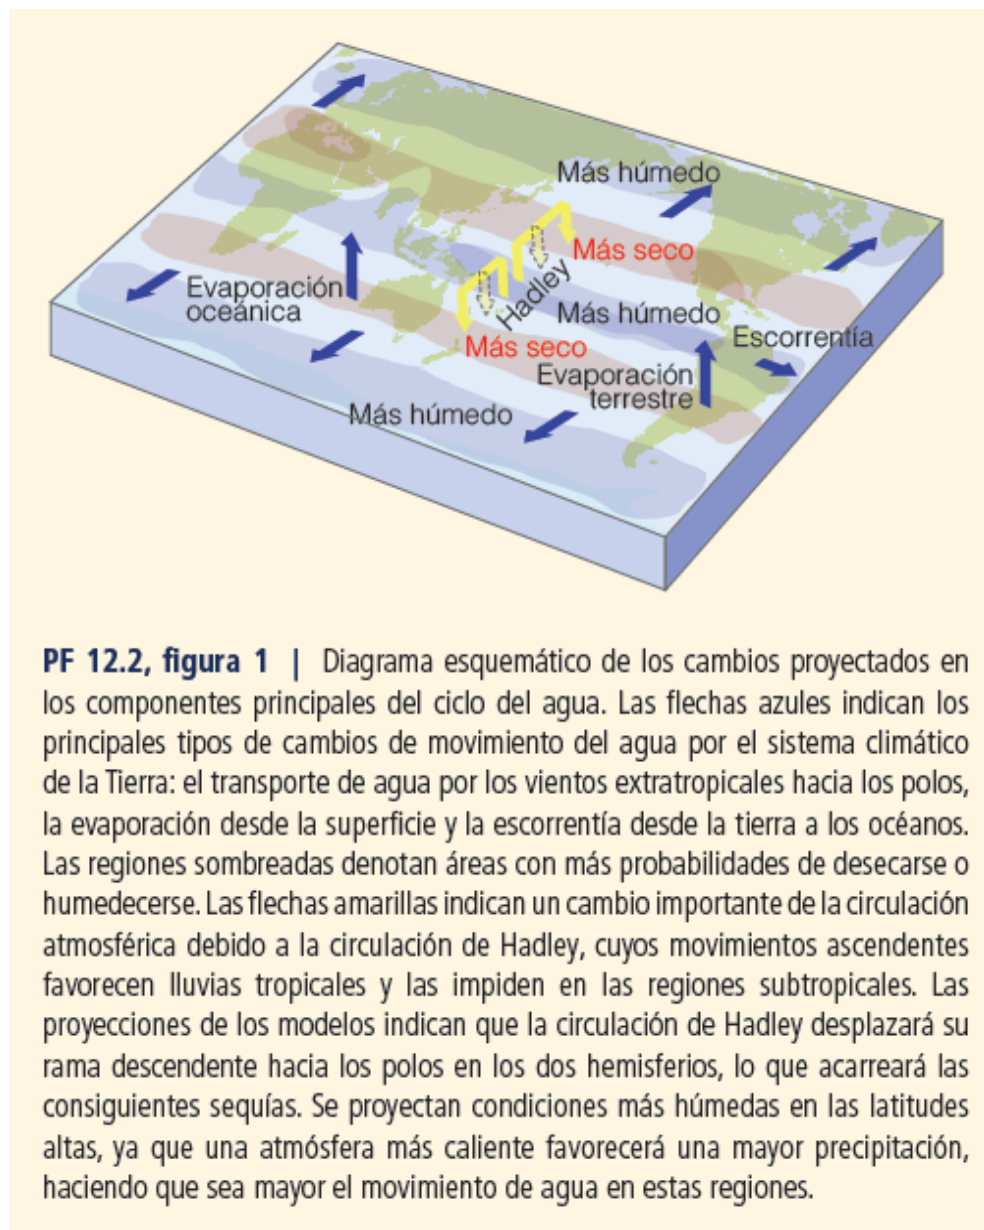 Más húmedo
Más seco
Hadley
Evaporación
oceánica
Más húmedo
Escorrentía
Más seco
Evaporación
terrestre
Más húmedo
PF 12.2, figura 1 | Diagrama esquemático de los cambios proyectados en
los componentes principales del ciclo del agua. Las flechas azules indican los
principales tipos de cambios de movimiento del agua por el sistema climático
de la Tierra: el transporte de agua por los vientos extratropicales hacia los polos,
la evaporación desde la superficie y la escorrentía desde la tierra a los océanos.
Las regiones sombreadas denotan áreas con más probabilidades de desecarse o
humedecerse. Las flechas amarillas indican un cambio importante de la circulación
atmosférica debido a la circulación de Hadley, cuyos movimientos ascendentes
favorecen lluvias tropicales y las impiden en las regiones subtropicales. Las
proyecciones de los modelos indican que la circulación de Hadley desplazará su
rama descendente hacia los polos en los dos hemisferios, lo que acarreará las
consiguientes sequías. Se proyectan condiciones más húmedas en las latitudes
altas, ya que una atmósfera más caliente favorecerá una mayor precipitación,
haciendo que sea mayor el movimiento de agua en estas regiones.